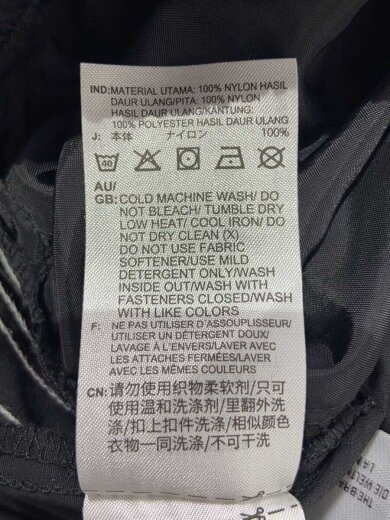 IND:MATERIAL UTAMA: 100% NYLON HASIL
DAUR ULANG/PITA: 100% NYLON,
HASIL DAUR ULANG/KANTUNG:
100% POLYESTER HASIL DAUR ULANG
J: 本体 ナイロン 100%
40
AU/
GB: COLD MACHINE WASH/ DO
NOT BLEACH/ TUMBLE DRY
LOW HEAT/ COOL IRON/ DO
NOT DRY CLEAN (X)
DO NOT USE FABRIC
SOFTENER/USE MILD
DETERGENT ONLY/WASH
INSIDE OUT/WASH WITH
FASTENERS CLOSED/WASH
WITH LIKE COLORS
F: NE PAS UTILISER D'ASSOUPLISSEUR/
UTILISER UN DÉTERGENT DOUX/
LAVAGE À L'ENVERS/LAVER AVEC
LES ATTACHES FERMÉES/LAVER
AVEC LES MÊMES COULEURS
CN: 请勿使用织物柔软剂/只可
使用温和洗涤剂/里翻外洗
涤/扣上扣件洗涤/相似颜色
衣物一同洗涤/不可干洗
THE BRA
DIE WELTM